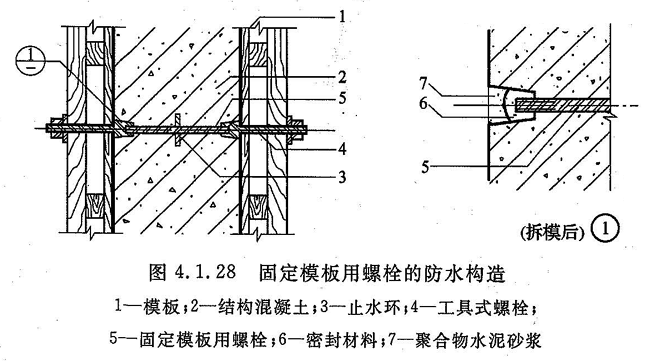 1
1
—
2
5
4
3
7
6
5
(拆模后) 1
图 4.1.28 固定模板用螺栓的防水构造
1—模板;2—结构混凝土;3—止水环;4—工具式螺栓;
5—固定模板用螺栓;6—密封材料;7—聚合物水泥砂浆